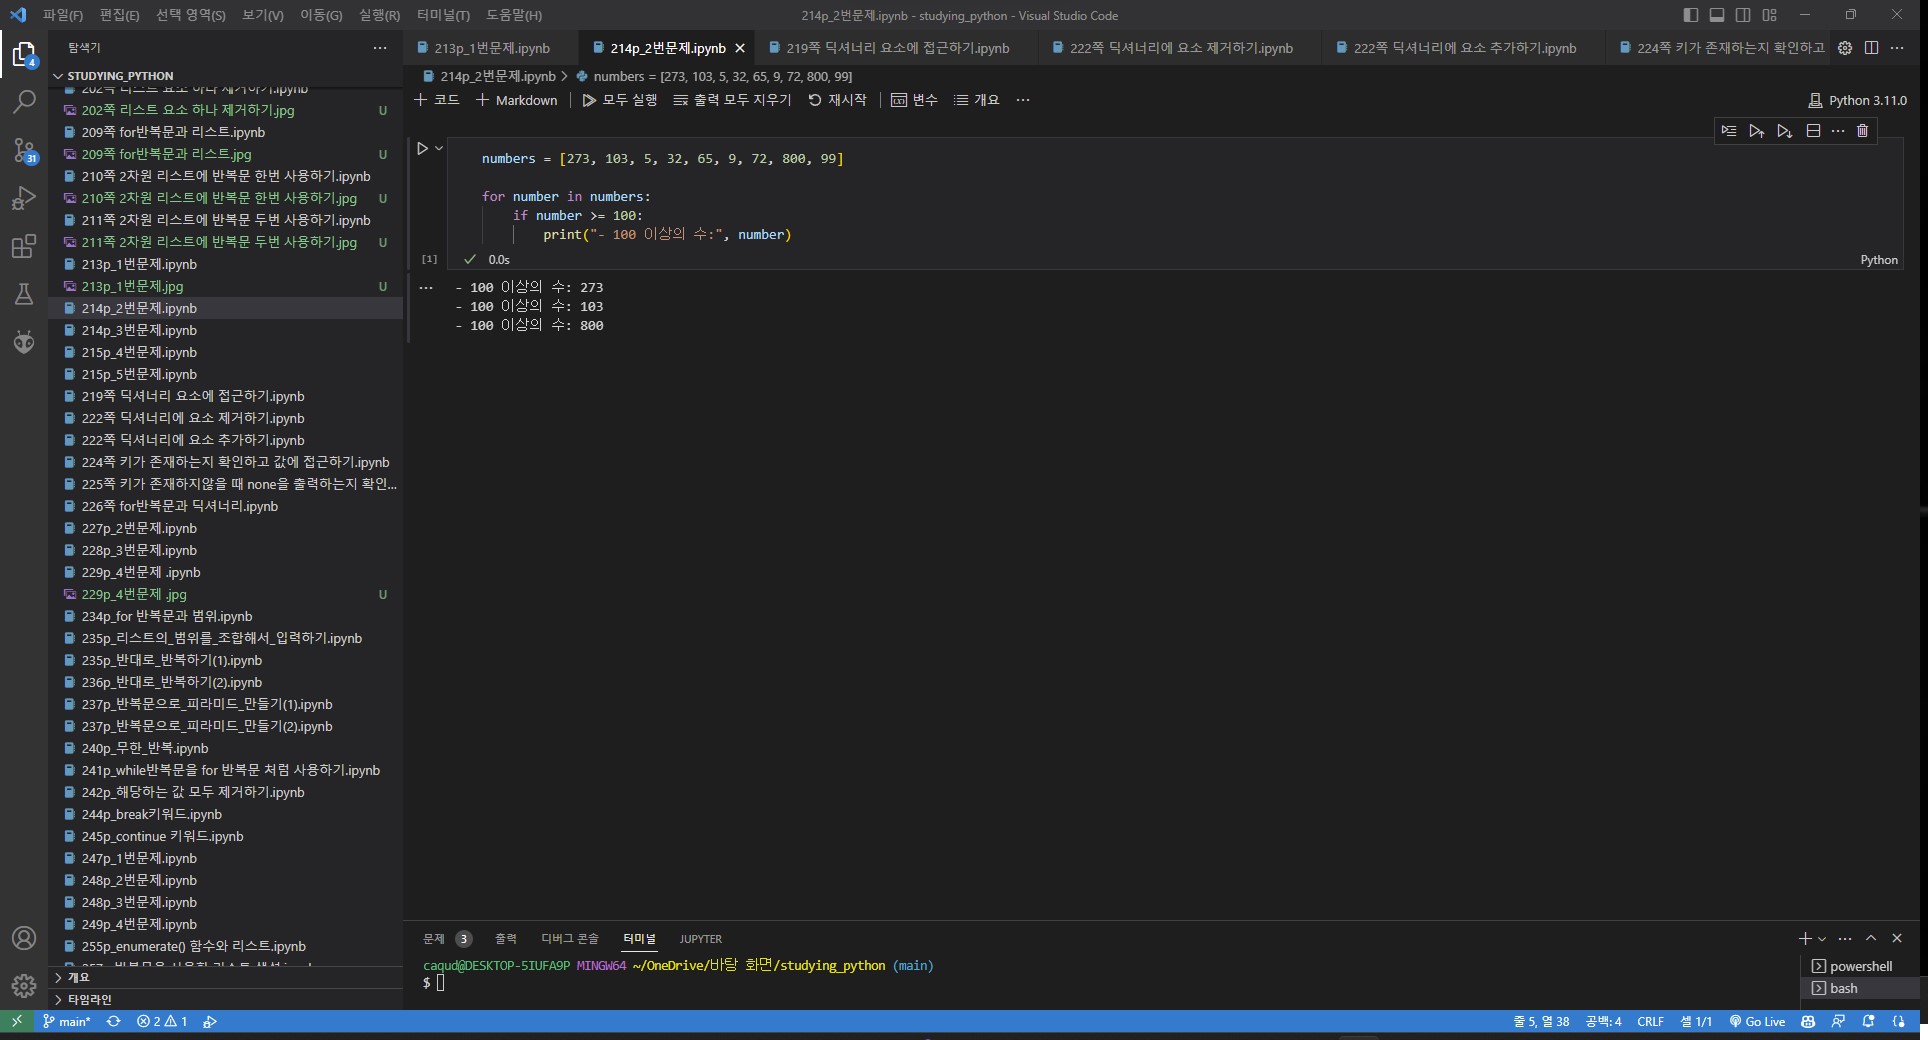 파일(F) 편집(E) 선택 영역(S) 보기(V) 이동(G) 실행(R) 터미널(T) 도움말(H)
214p_2번문제.ipynb - studying_python - Visual Studio Code
탐색기
STUDYING_PYTHON
202쪽 리스트 요소 하나 제거하기.ipynb
202쪽 리스트 요소 하나 제거하기.jpg U
209쪽 for반복문과 리스트.ipynb
209쪽 for반복문과 리스트.jpg U
210쪽 2차원 리스트에 반복문 한번 사용하기.ipynb
210쪽 2차원 리스트에 반복문 한번 사용하기.jpg U
211쪽 2차원 리스트에 반복문 두번 사용하기.ipynb
211쪽 2차원 리스트에 반복문 두번 사용하기.jpg U
213p_1번문제.ipynb
213p_1번문제.jpg U
214p_2번문제.ipynb
214p_3번문제.ipynb
215p_4번문제.ipynb
215p_5번문제.ipynb
219쪽 딕셔너리 요소에 접근하기.ipynb
222쪽 딕셔너리에 요소 제거하기.ipynb
222쪽 딕셔너리에 요소 추가하기.ipynb
224쪽 키가 존재하는지 확인하고 값에 접근하기.ipynb
225쪽 키가 존재하지않을 때 none을 출력하는지 확인...
226쪽 for반복문과 딕셔너리.ipynb
227p_2번문제.ipynb
228p_3번문제.ipynb
229p_4번문제 .ipynb
229p_4번문제 .jpg U
234p_for 반복문과 범위.ipynb
235p_리스트의_범위를_조합해서_입력하기.ipynb
235p_반대로_반복하기(1).ipynb
236p_반대로_반복하기(2).ipynb
237p_반복문으로_피라미드_만들기(1).ipynb
237p_반복문으로_피라미드_만들기(2).ipynb
240p_무한_반복.ipynb
241p_while반복문을 for 반복문 처럼 사용하기.ipynb
242p_해당하는 값 모두 제거하기.ipynb
244p_break키워드.ipynb
245p_continue 키워드.ipynb
247p_1번문제.ipynb
248p_2번문제.ipynb
248p_3번문제.ipynb
249p_4번문제.ipynb
255p_enumerate() 함수와 리스트.ipynb
개요
타임라인
4
31
213p_1번문제.ipynb 214p_2번문제.ipynb 219쪽 딕셔너리 요소에 접근하기.ipynb 222쪽 딕셔너리에 요소 제거하기.ipynb 222쪽 딕셔너리에 요소 추가하기.ipynb 224쪽 키가 존재하는지 확인하고
214p_2번문제.ipynb > numbers = [273, 103, 5, 32, 65, 9, 72, 800, 99]
+ 코드 + Markdown 모두 실행 출력 모두 지우기 재시작 변수 개요 ... Python 3.11.0
numbers = [273, 103, 5, 32, 65, 9, 72, 800, 99]
for number in numbers:
if number >= 100:
print("- 100 이상의 수:", number)
[1] 0.0s Python
- 100 이상의 수: 273
- 100 이상의 수: 103
- 100 이상의 수: 800
문제 3 출력 디버그 콘솔 터미널 JUPYTER
caqud@DESKTOP-5IUFA9P MINGW64 ~/OneDrive/바탕 화면/studying_python (main)
$
powershell
bash
main* 2 1 줄 5, 열 38 공백: 4 CRLF 셀 1/1 Go Live